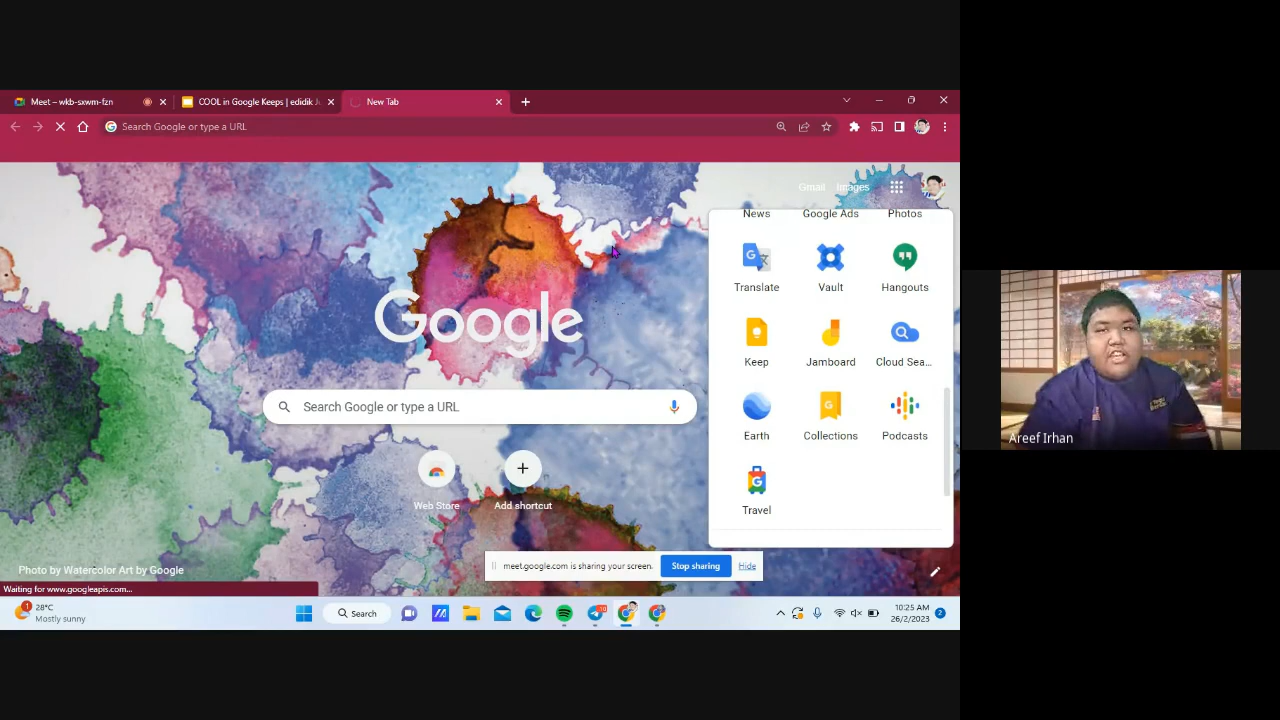 Meet – wkb-sxwm-fzn
COOL in Google Keeps | edidik J
New Tab
Search Google or type a URL
Gmail Images
News Google Ads Photos
Translate Vault Hangouts
Keep Jamboard Cloud Sea...
Earth Collections Podcasts
Travel
Google
Search Google or type a URL
Web Store Add shortcut
Photo by Watercolor Art by Google
meet.google.com is sharing your screen.
Stop sharing
Hide
Waiting for www.googleapis.com...
28°C
Mostly sunny
Search
10:25 AM
26/2/2023
2
Areef Irhan